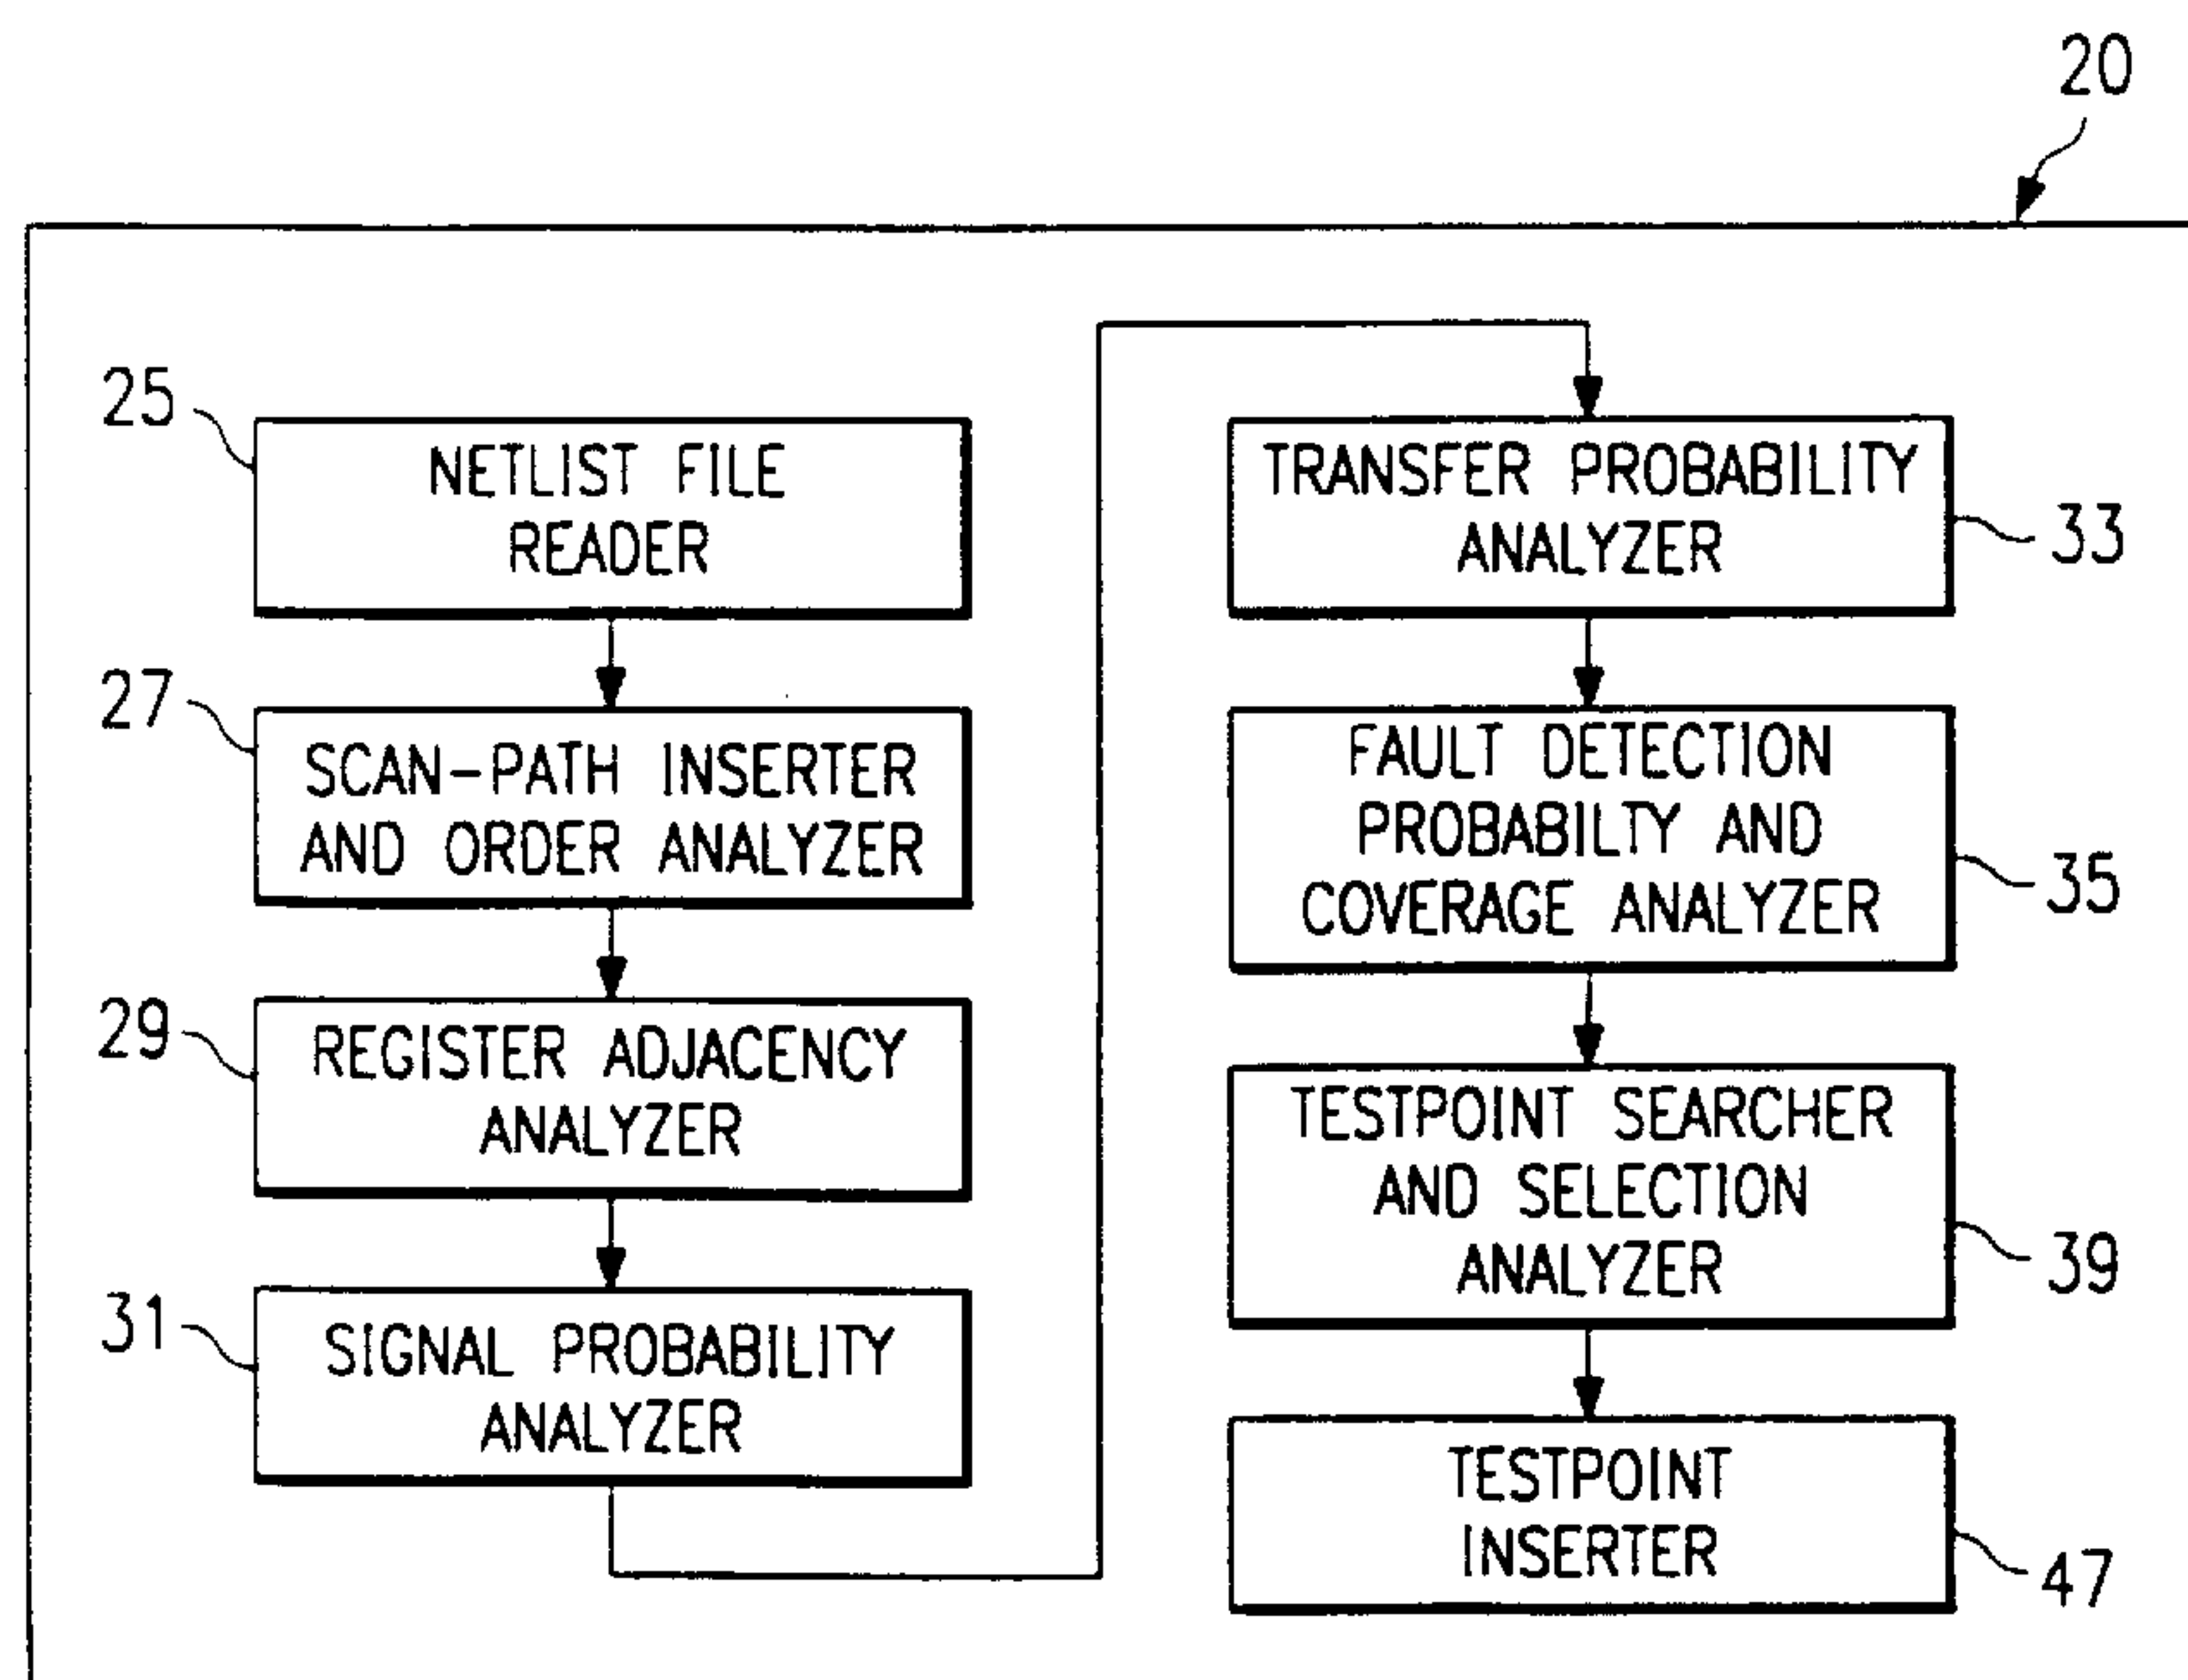 20
25
NETLIST FILE
READER
27
SCAN-PATH INSERTER
AND ORDER ANALYZER
29
REGISTER ADJACENCY
ANALYZER
31
SIGNAL PROBABILITY
ANALYZER
TRANSFER PROBABILITY
ANALYZER
33
FAULT DETECTION
PROBABILTY AND
COVERAGE ANALYZER
35
TESTPOINT SEARCHER
AND SELECTION
ANALYZER
39
TESTPOINT
INSERTER
47